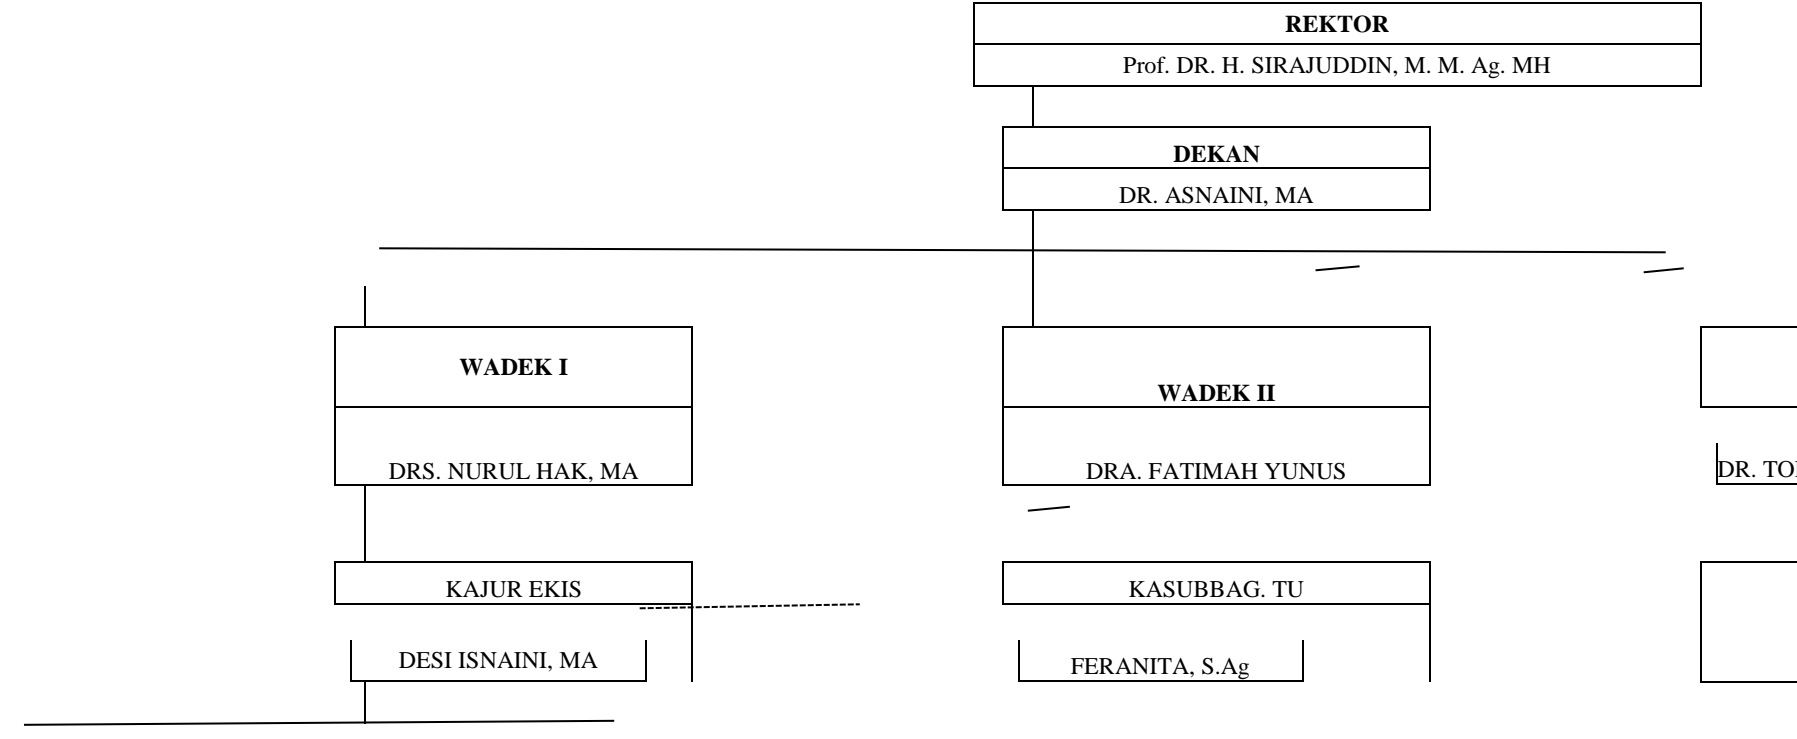 REKTOR
Prof. DR. H. SIRAJUDDIN, M. M. Ag. MH
DEKAN
DR. ASNAINI, MA
WADEK I
WADEK II
DRS. NURUL HAK, MA
DRA. FATIMAH YUNUS
DR.
KAJUR EKIS
KASUBBAG. TU
DESI ISNAINI, MA
FERANITA, S.Ag